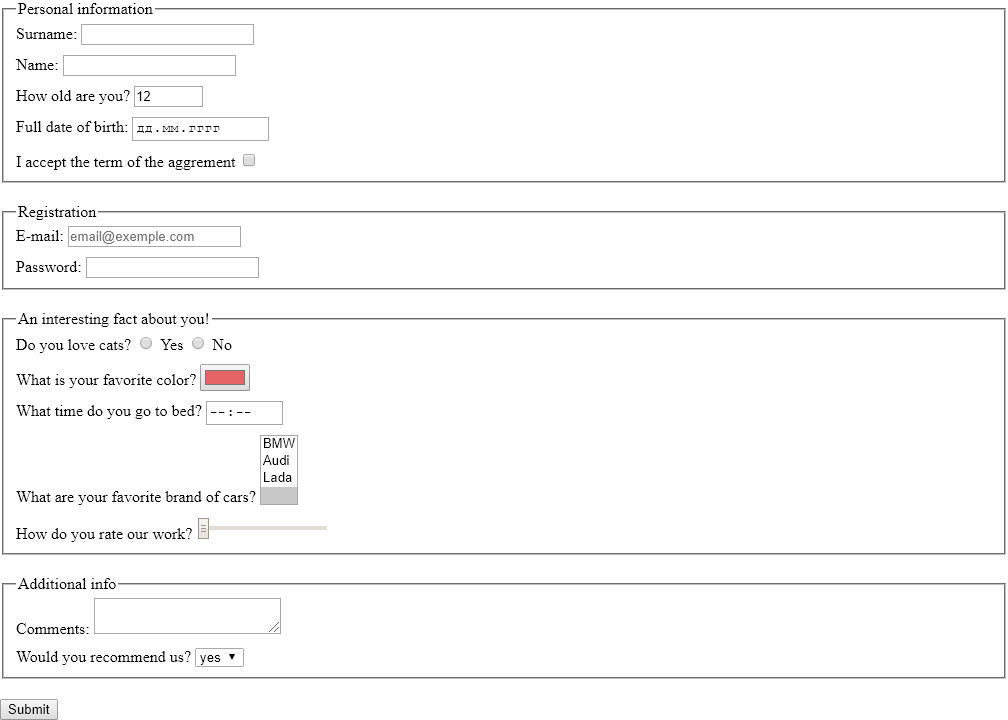 Personal information
Surname:
Name:
How old are you? 12
Full date of birth: дд.мм.гггг
I accept the term of the aggrement
Registration
E-mail: email@exemple.com
Password:
An interesting fact about you!
Do you love cats? Yes No
What is your favorite color?
What time do you go to bed? --:--
BMW
Audi
Lada
What are your favorite brand of cars?
How do you rate our work?
Additional info
Comments:
Would you recommend us? yes
Submit